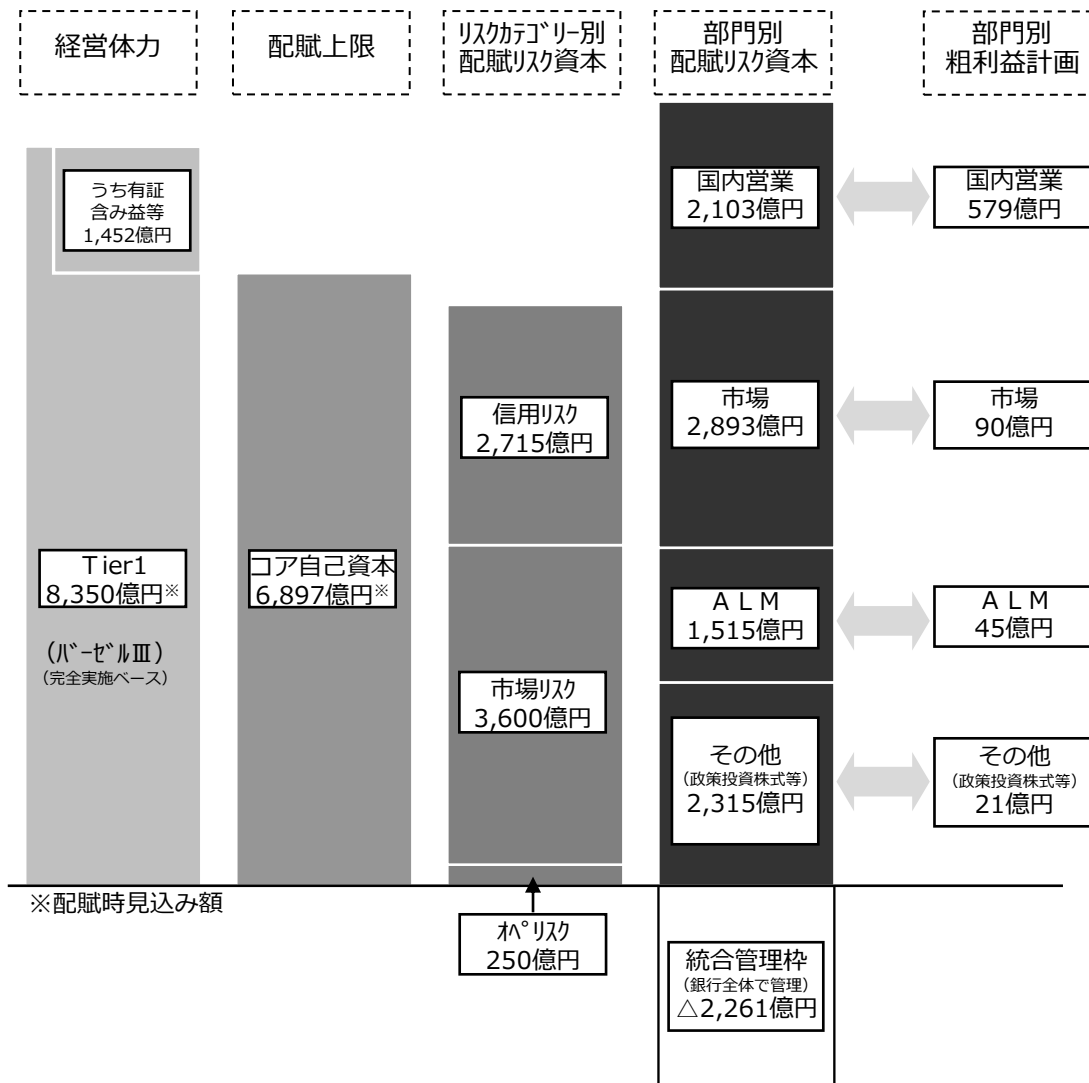 経営体力
配賦上限
ﾘｽｸｶﾃｺﾞﾘｰ別
配賦ﾘｽｸ資本
部門別
配賦ﾘｽｸ資本
部門別
粗利益計画
うち有証
含み益等
1,452億円
Tier1
8,350億円※
(ﾊﾞｰｾﾞﾙⅢ)
(完全実施ベース)
コア自己資本
6,897億円※
信用ﾘｽｸ
2,715億円
市場ﾘｽｸ
3,600億円
ｵﾍﾟﾘｽｸ
250億円
国内営業
2,103億円
市場
2,893億円
ＡＬＭ
1,515億円
その他
(政策投資株式等)
2,315億円
統合管理枠
(銀行全体で管理)
△2,261億円
国内営業
579億円
市場
90億円
ＡＬＭ
45億円
その他
(政策投資株式等)
21億円
※配賦時見込み額